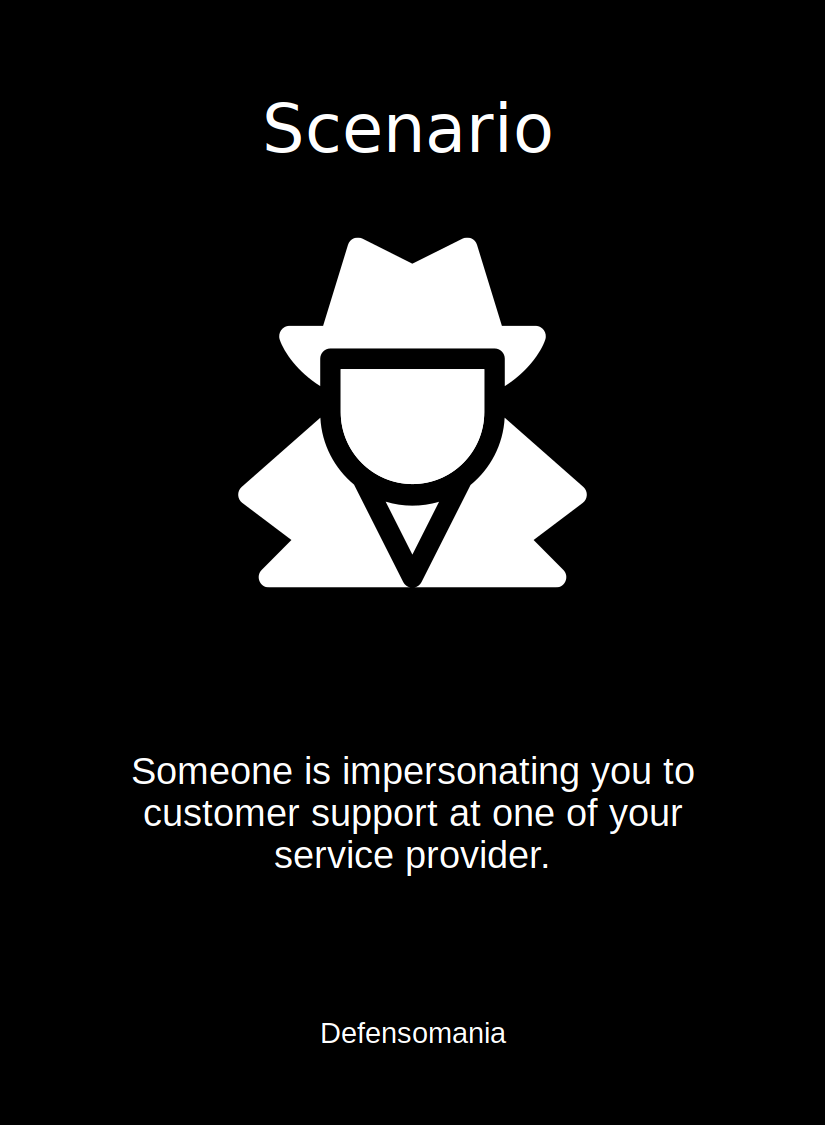 Scenario
Someone is impersonating you to
customer support at one of your
service provider.
Defensomania